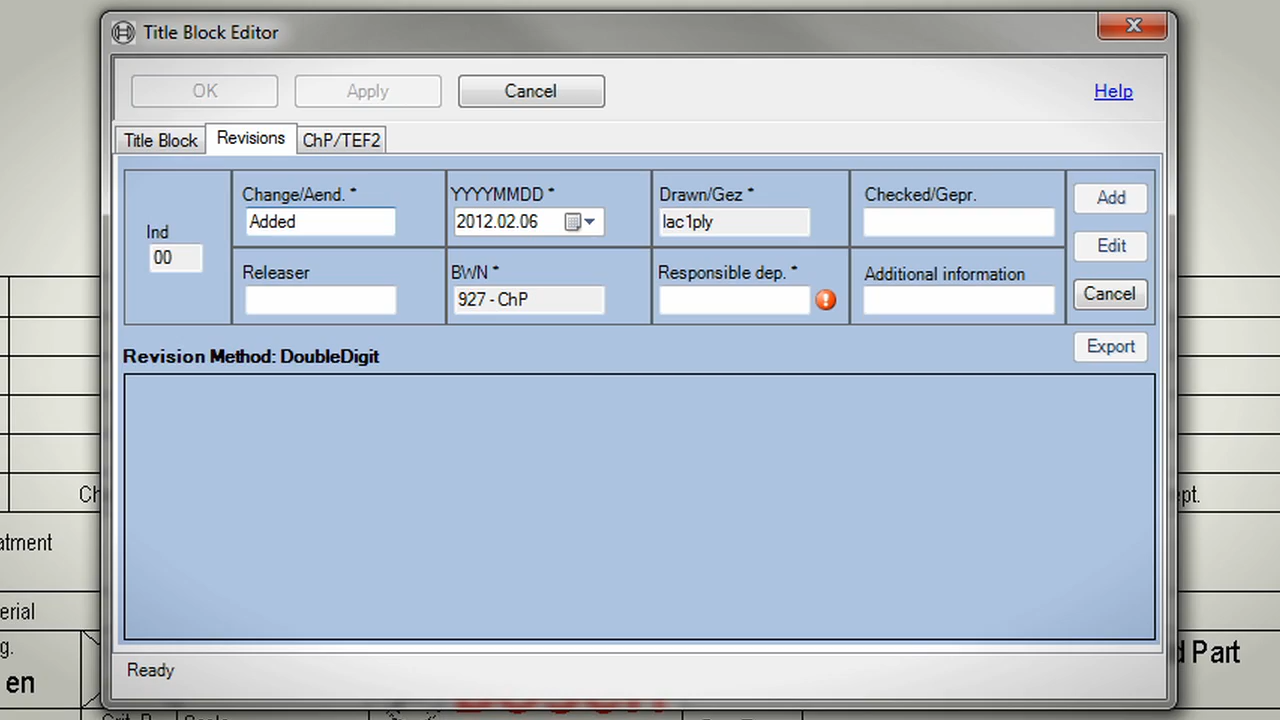 Title Block Editor
OK Apply Cancel Help
Title Block Revisions ChP/TEF2
Ind
00
Change/Aend. *
Added
YYYYMMDD *
2012.02.06
Drawn/Gez *
lac1ply
Checked/Gepr.
Add
Edit
Cancel
Releaser
BWN *
927 - ChP
Responsible dep. *
Additional information
Export
Revision Method: DoubleDigit
Ready
Ch
pt.
atment
erial
g.
en
d Part